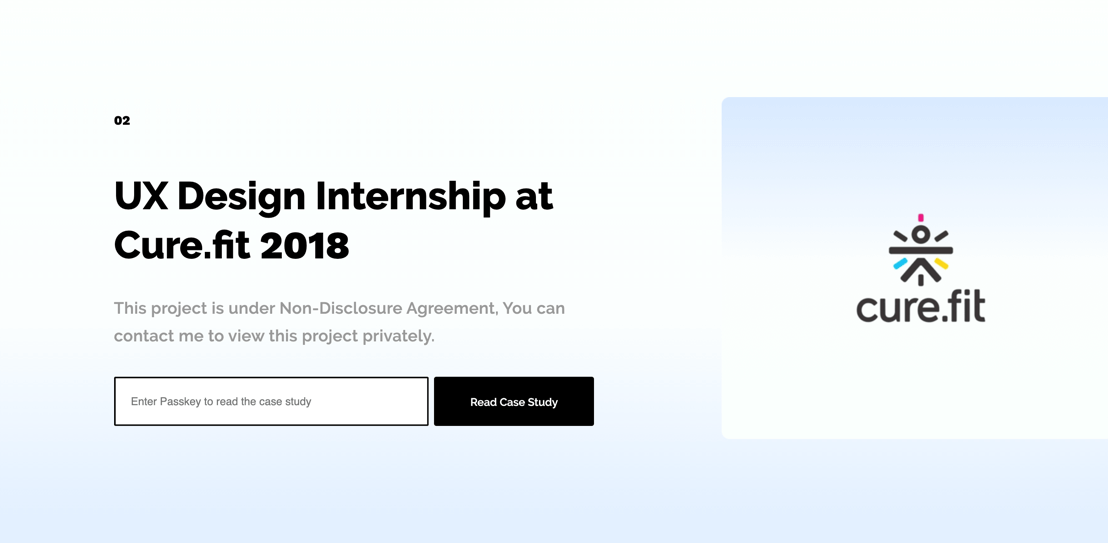 02
UX Design Internship at
Cure.fit 2018
This project is under Non-Disclosure Agreement, You can
contact me to view this project privately.
Enter Passkey to read the case study
Read Case Study
cure.fit